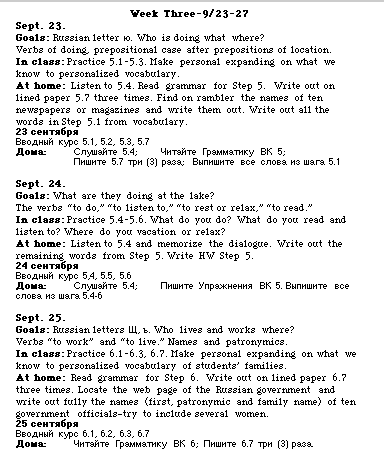 Week Three-9/23-27
Sept. 23.
Goals: Russian letter ю. Who is doing what where?
Verbs of doing, prepositional case after prepositions of location.
In class: Practice 5.1-5.3. Make personal expanding on what we
know to personalized vocabulary.
At home: Listen to 5.4. Read grammar for Step 5. Write out on
lined paper 5.7 three times. Find on rambler the names of ten
newspapers or magazines and write them out. Write out all the
words in Step 5.1 from vocabulary.
23 сентября
Вводный курс 5.1, 5.2, 5.3, 5.7
Дома: Слушайте 5.4; Читайте Грамматику ВК 5;
Пишите 5.7 три (3) раза; Выпишите все слова из шага 5.1
Sept. 24.
Goals: What are they doing at the lake?
The verbs “to do,” “to listen to,” “to rest or relax,” “to read.”
In class: Practice 5.4-5.6. What do you do? What do you read and
listen to? Where do you vacation or relax?
At home: Listen to 5.4 and memorize the dialogue. Write out the
remaining words from Step 5. Write HW Step 5.
24 сентября
Вводный курс 5,4, 5.5, 5.6
Дома: Слушайте 5.4; Пишите Упражнения ВК 5. Выпишите все
слова из шага 5.4-6
Sept. 25.
Goals: Russian letters Щ, ъ. Who lives and works where?
Verbs “to work” and “to live.” Names and patronymics.
In class: Practice 6.1-6.3, 6.7. Make personal expanding on what we
know to personalized vocabulary of students’ families.
At home: Read grammar for Step 6. Write out on lined paper 6.7
three times. Locate the web page of the Russian government and
write out fully the names (first, patronymic and family name) of ten
government officials-try to include several women.
25 сентября
Вводный курс 6.1, 6.2, 6.3, 6.7
Дома: Читайте Грамматику ВК 6; Пишите 6.7 три (3) раза.